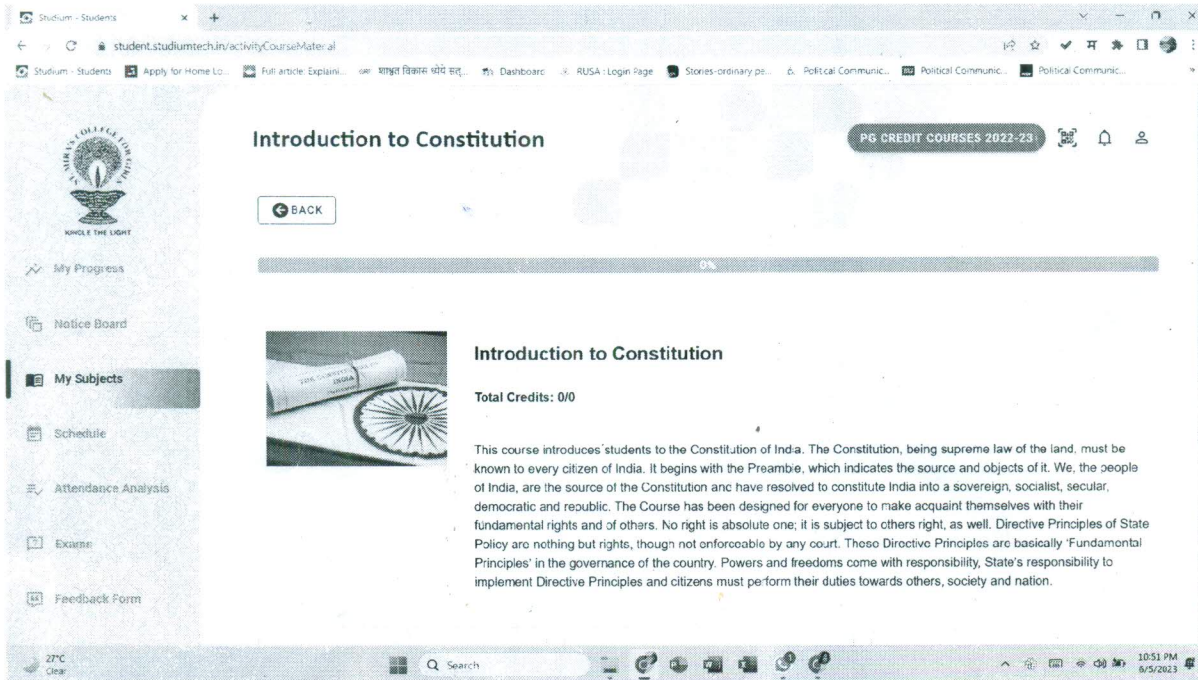 Studium - Students
student.studiumtech.in/activityCourseMaterial
Studium - Students
Apply for Home Lo...
Full article: Explaini...
शाश्वत विकास ध्येये सत्...
Dashboard
RUSA : Login Page
Stories-ordinary pe...
Political Communic...
Political Communic...
Political Communic...
ST. MIRA'S COLLEGE FOR GIRLS
KINDLE THE LIGHT
Introduction to Constitution
PG CREDIT COURSES 2022-23
BACK
0%
My Progress
Notice Board
My Subjects
Schedule
Attendance Analysis
Exams
Feedback Form
INDIA
Introduction to Constitution
Total Credits: 0/0
This course introduces students to the Constitution of India. The Constitution, being supreme law of the land, must be
known to every citizen of India. It begins with the Preamble, which indicates the source and objects of it. We, the people
of India, are the source of the Constitution and have resolved to constitute India into a sovereign, socialist, secular,
democratic and republic. The Course has been designed for everyone to make acquaint themselves with their
fundamental rights and of others. No right is absolute one; it is subject to others right, as well. Directive Principles of State
Policy are nothing but rights, though not enforceable by any court. These Directive Principles are basically 'Fundamental
Principles' in the governance of the country. Powers and freedoms come with responsibility, State's responsibility to
implement Directive Principles and citizens must perform their duties towards others, society and nation.
27°C
Clear
Search
10:51 PM
6/5/2023